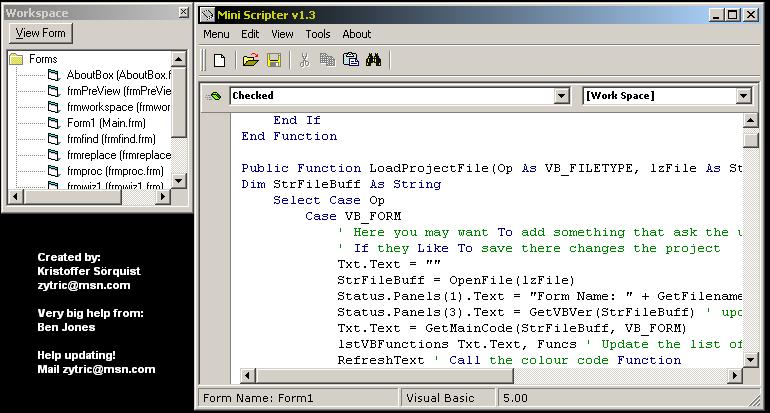 Workspace
View Form
Forms
AboutBox (AboutBox.f
frmPreView (frmPreVie
frmworkspace (frmwor
Form1 (Main.frm)
frmfind (frmfind.frm)
frmreplace (frmreplace
frmproc (frmproc.frm)
frmwiz1 (frmwiz1.frm)
Created by:
Kristoffer Sörquist
zytric@msn.com
Very big help from:
Ben Jones
Help updating!
Mail zytric@msn.com
Mini Scripter v1.3
Menu Edit View Tools About
Checked [Work Space]
End If
End Function
Public Function LoadProjectFile(Op As VB_FILETYPE, lzFile As St
Dim StrFileBuff As String
Select Case Op
Case VB_FORM
' Here you may want To add something that ask the u
' If they Like To save there changes the project
Txt.Text = ""
StrFileBuff = OpenFile(lzFile)
Status.Panels(1).Text = "Form Name: " + GetFilename
Status.Panels(3).Text = GetVBVer(StrFileBuff) ' upd
Txt.Text = GetMainCode(StrFileBuff, VB_FORM)
lstVBFunctions Txt.Text, Funcs ' Update the list of
RefreshText ' Call the colour code Function
Form Name: Form1 Visual Basic 5.00